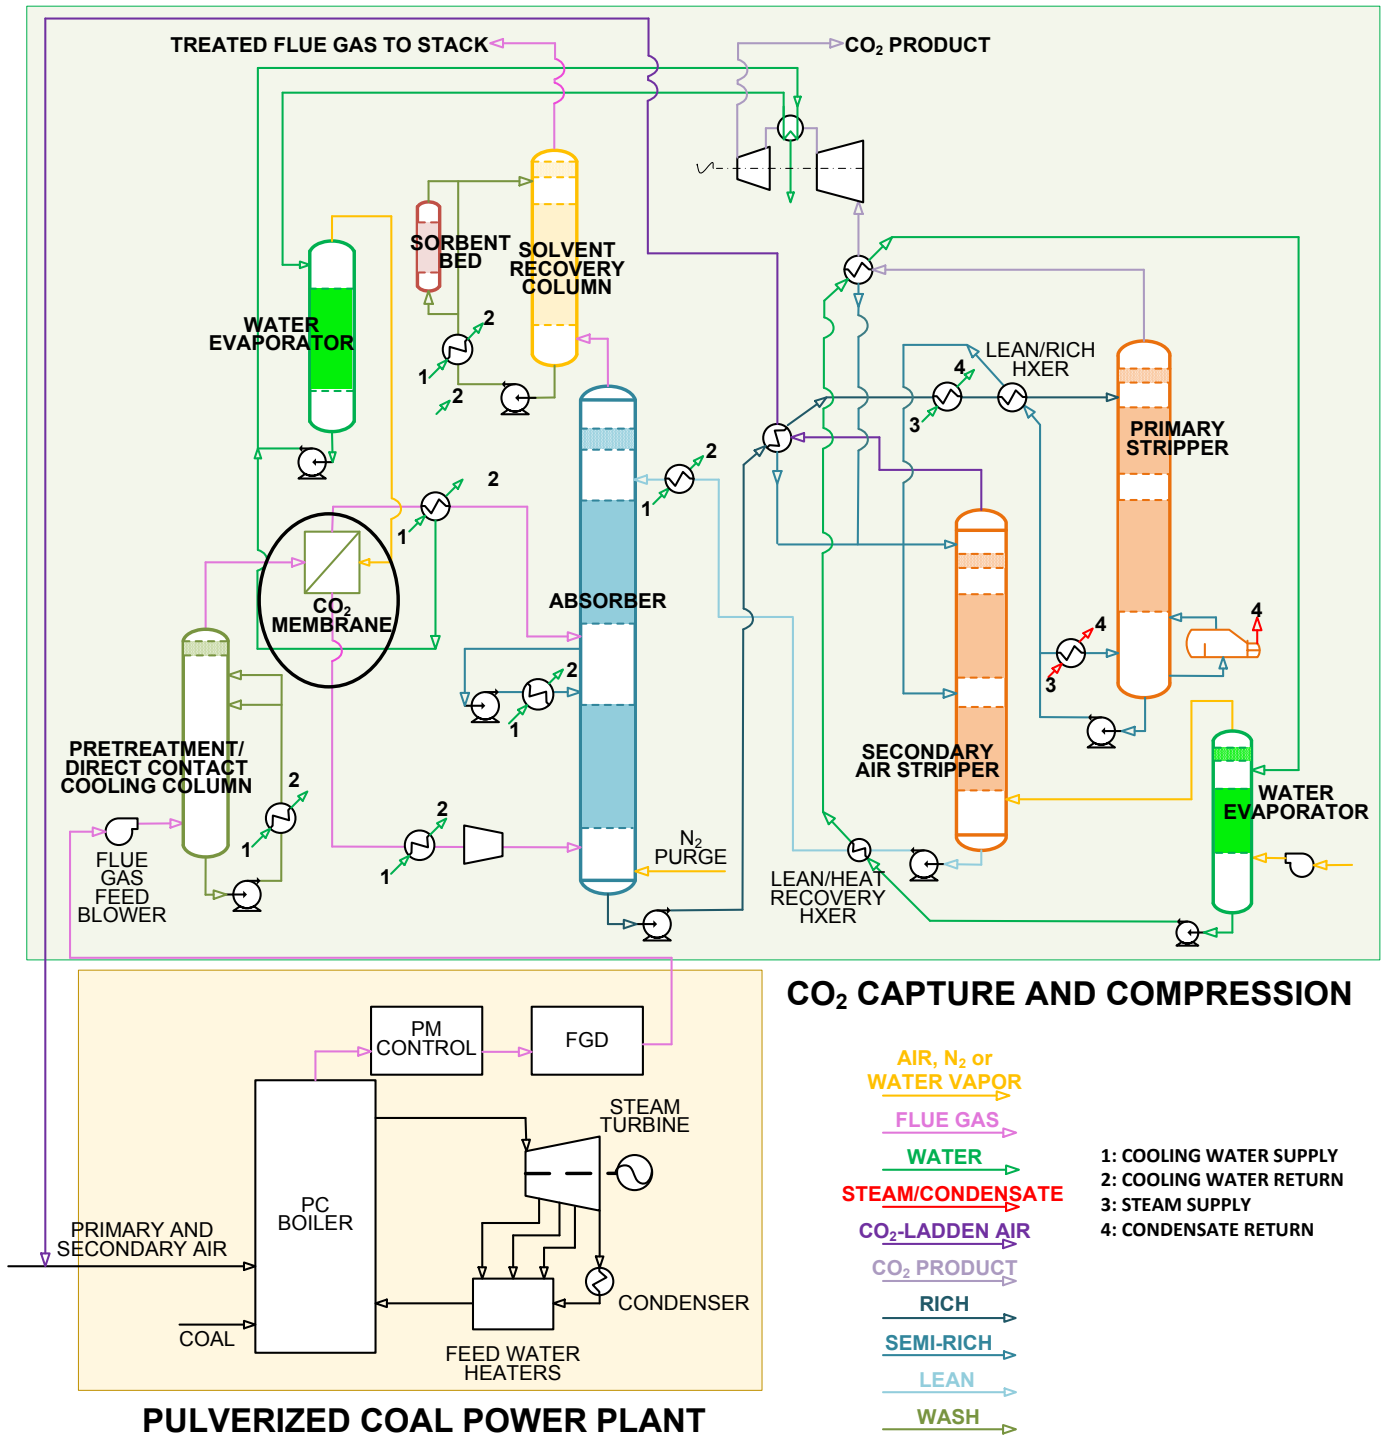 TREATED FLUE GAS TO STACK
CO₂ PRODUCT
SORBENT
BED
SOLVENT
RECOVERY
COLUMN
WATER
EVAPORATOR
2
1
2
LEAN/RICH
HXER
4
3
PRIMARY
STRIPPER
2
1
2
1
CO₂
MEMBRANE
ABSORBER
4
3
4
2
1
PRETREATMENT/
DIRECT CONTACT
COOLING COLUMN
2
1
SECONDARY
AIR STRIPPER
WATER
EVAPORATOR
2
1
N₂
PURGE
FLUE
GAS
FEED
BLOWER
LEAN/HEAT
RECOVERY
HXER
CO₂ CAPTURE AND COMPRESSION
PM
CONTROL
FGD
STEAM
TURBINE
PC
BOILER
PRIMARY AND
SECONDARY AIR
COAL
CONDENSER
FEED WATER
HEATERS
PULVERIZED COAL POWER PLANT
AIR, N₂ or
WATER VAPOR
FLUE GAS
WATER
STEAM/CONDENSATE
CO₂-LADDEN AIR
CO₂ PRODUCT
RICH
SEMI-RICH
LEAN
WASH
1: COOLING WATER SUPPLY
2: COOLING WATER RETURN
3: STEAM SUPPLY
4: CONDENSATE RETURN